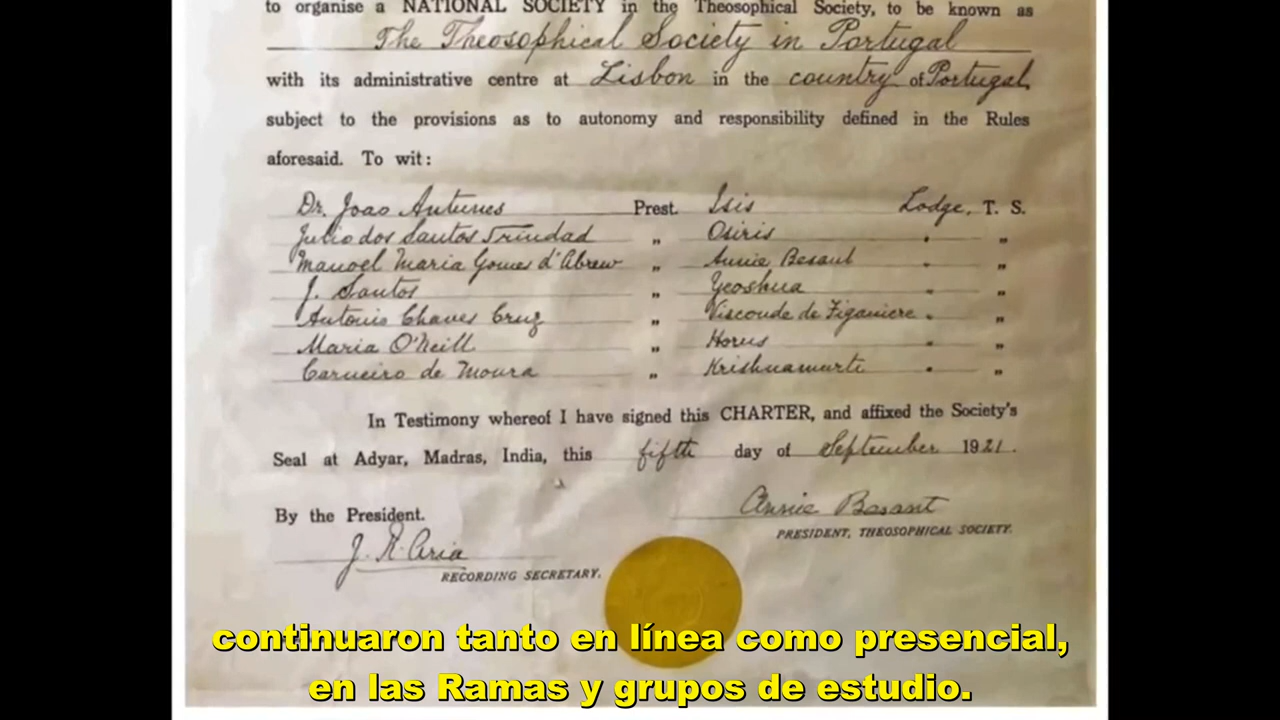 to organise a NATIONAL SOCIETY in the Theosophical Society, to be known as
The Theosophical Society in Portugal
with its administrative centre at Lisbon in the country of Portugal,
subject to the provisions as to autonomy and responsibility defined in the Rules
aforesaid. To wit:
Dr. Joao Antunes Prest. Isis Lodge, T. S.
Julio dos Santos Trindad „ Osiris „ „
Manoel Maria Gomes d'Abreu „ Annie Besant „ „
J. Santos „ Yeoshua „ „
Antonio Chaves Cruz „ Visconde de Figaniere „ „
Maria O'Neill „ Horus „ „
Carneiro de Moura „ Krishnamurti „ „
In Testimony whereof I have signed this CHARTER, and affixed the Society's
Seal at Adyar, Madras, India, this fifth day of September 1921.
By the President.
Annie Besant
PRESIDENT, THEOSOPHICAL SOCIETY.
J. R. Aria
RECORDING SECRETARY.
continuaron tanto en línea como presencial,
en las Ramas y grupos de estudio.